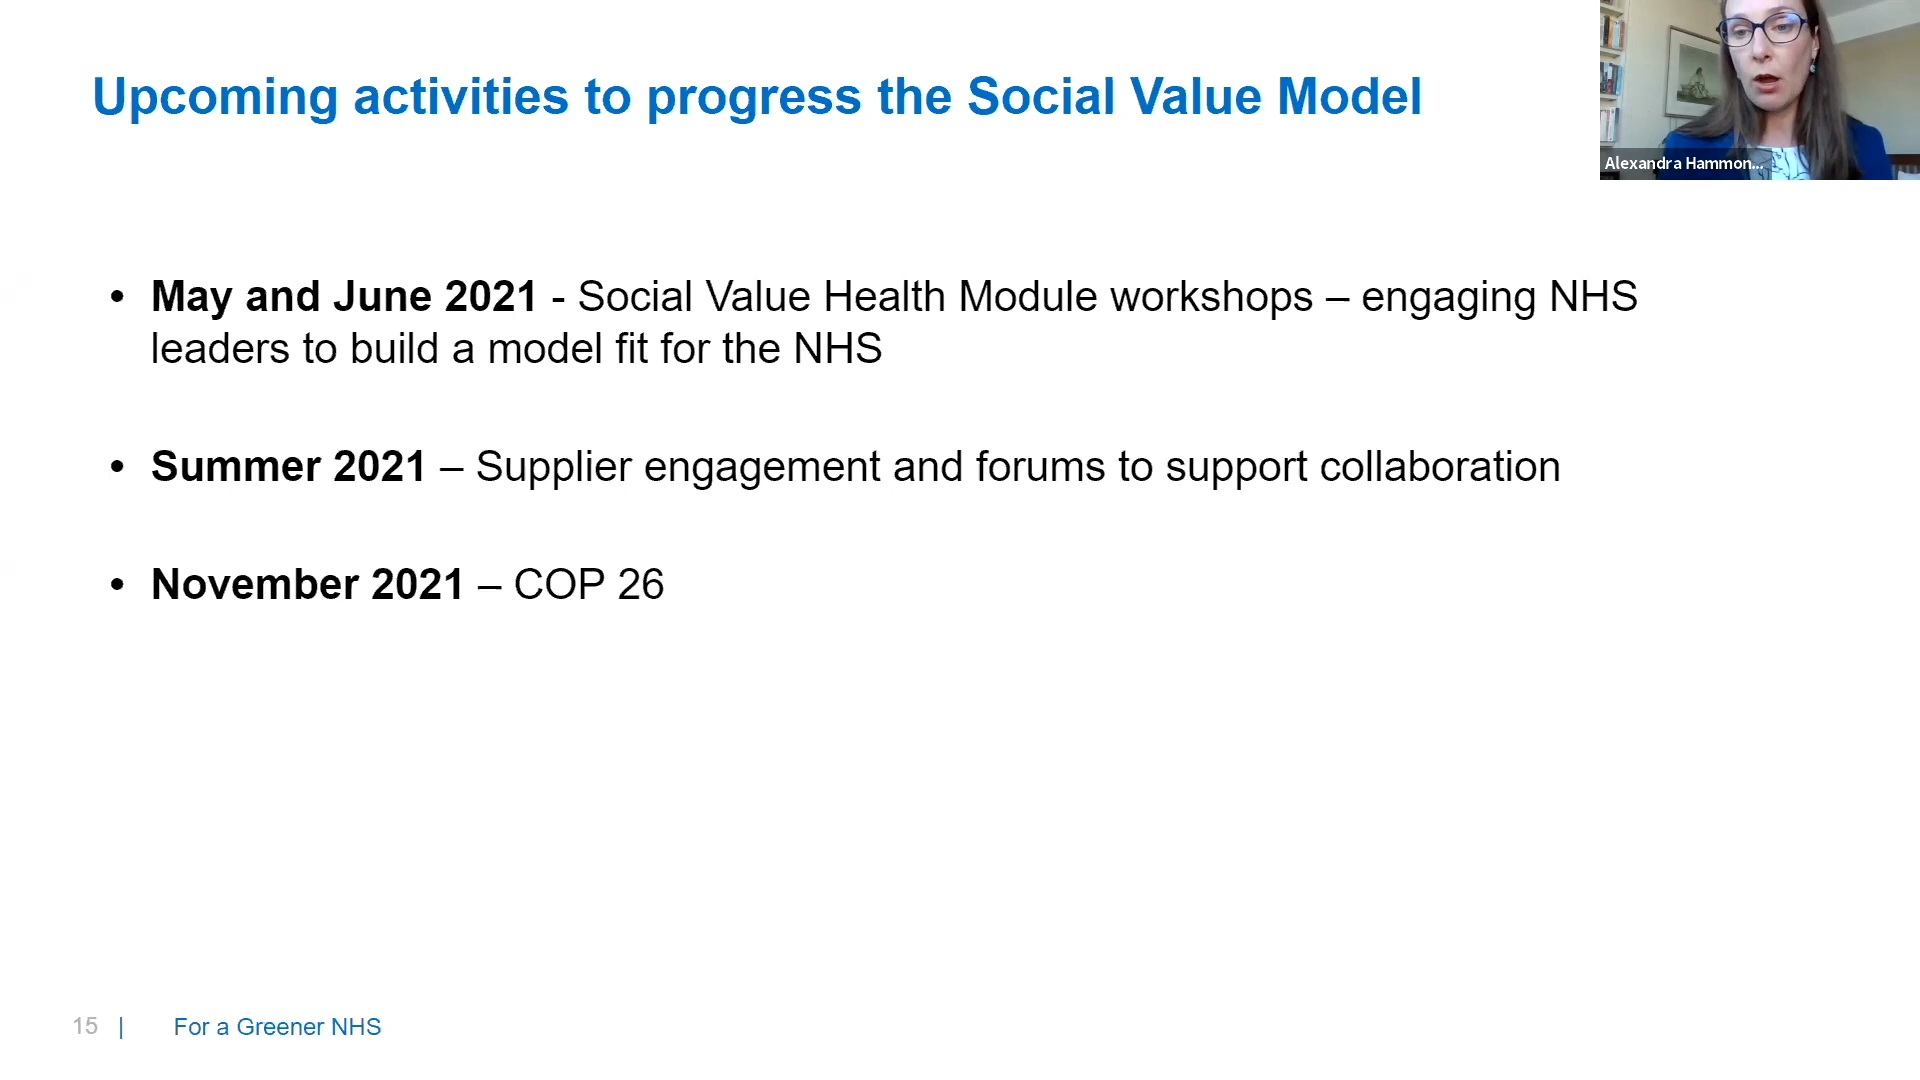 Upcoming activities to progress the Social Value Model
Alexandra Hammon...
• May and June 2021 - Social Value Health Module workshops – engaging NHS
leaders to build a model fit for the NHS
• Summer 2021 – Supplier engagement and forums to support collaboration
• November 2021 – COP 26
15 | For a Greener NHS